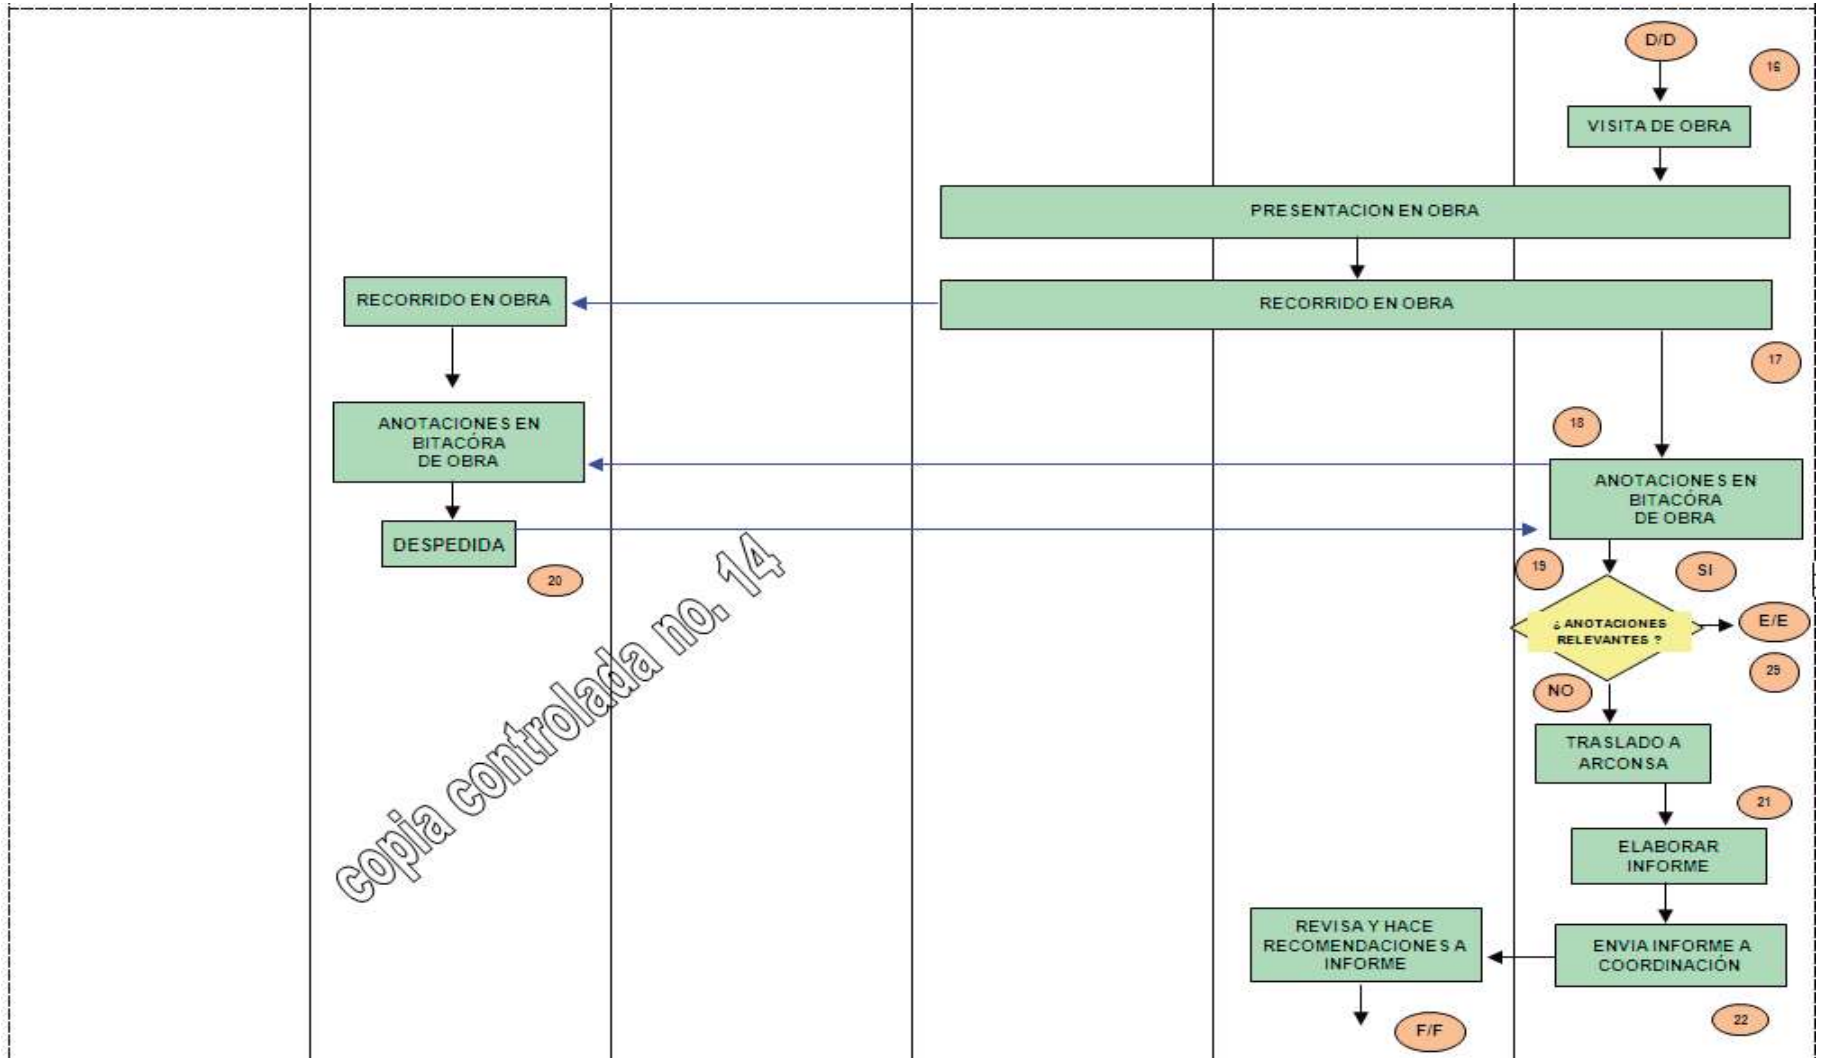 D/D
16
VISITA DE OBRA
PRESENTACION EN OBRA
RECORRIDO EN OBRA
RECORRIDO EN OBRA
17
ANOTACIONES EN
BITACÓRA
DE OBRA
18
ANOTACIONES EN
BITACÓRA
DE OBRA
DESPEDIDA
20
19
SI
¿ ANOTACIONES
RELEVANTES ?
E/E
25
NO
TRASLADO A
ARCONSA
21
ELABORAR
INFORME
REVISA Y HACE
RECOMENDACIONES A
INFORME
ENVIA INFORME A
COORDINACIÓN
F/F
22
copia controlada no. 14